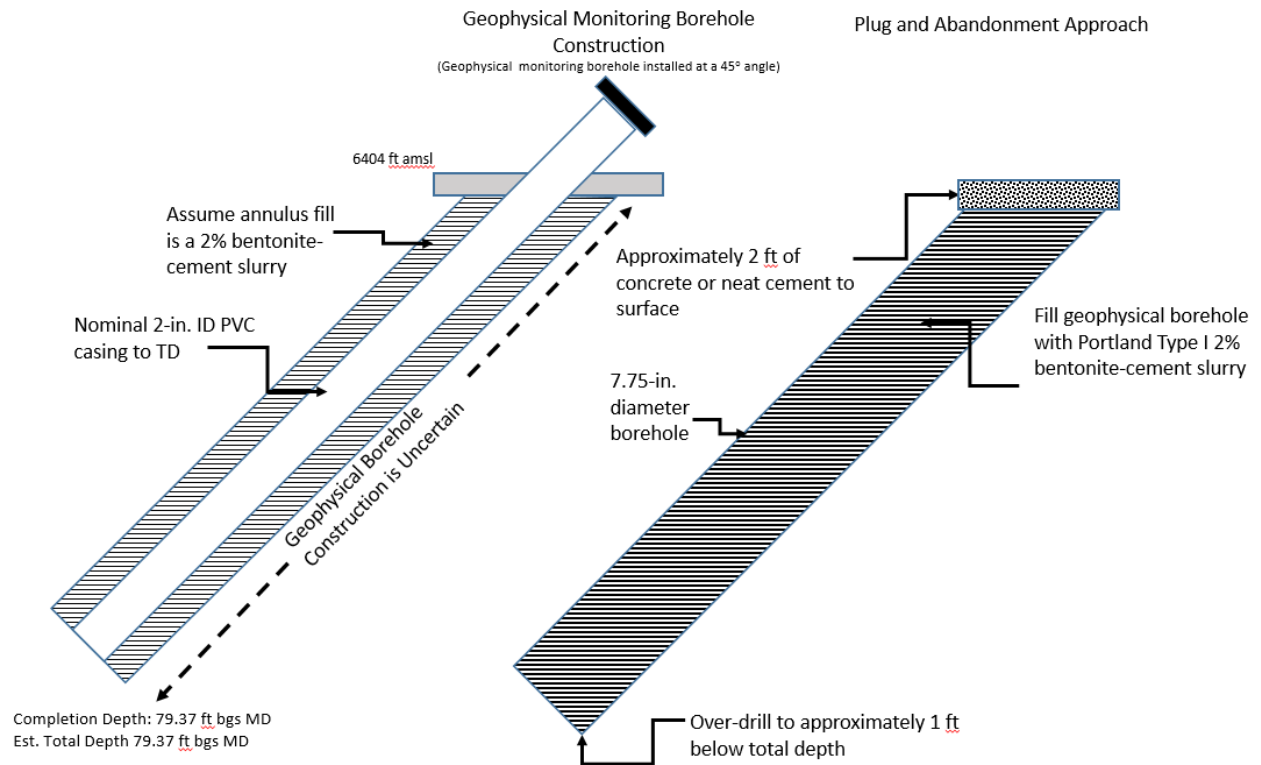 Geophysical Monitoring Borehole
Construction
(Geophysical monitoring borehole installed at a 45° angle)
Plug and Abandonment Approach
6404 ft amsl
Assume annulus fill
is a 2% bentonite-
cement slurry
Nominal 2-in. ID PVC
casing to TD
Geophysical Borehole
Construction is Uncertain
Completion Depth: 79.37 ft bgs MD
Est. Total Depth 79.37 ft bgs MD
Approximately 2 ft of
concrete or neat cement to
surface
7.75-in.
diameter
borehole
Fill geophysical borehole
with Portland Type I 2%
bentonite-cement slurry
Over-drill to approximately 1 ft
below total depth